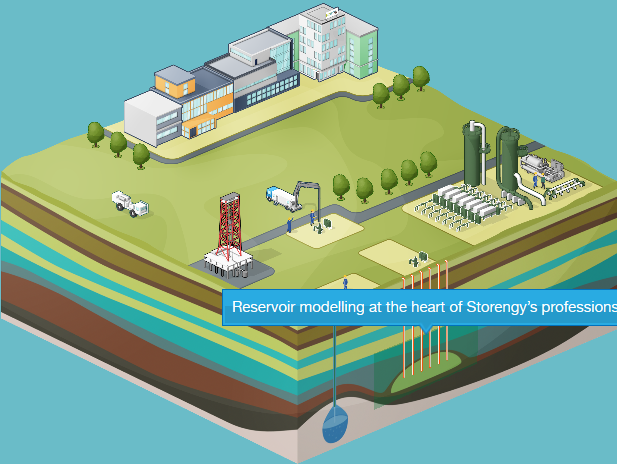 Reservoir modelling at the heart of Storengy's professions